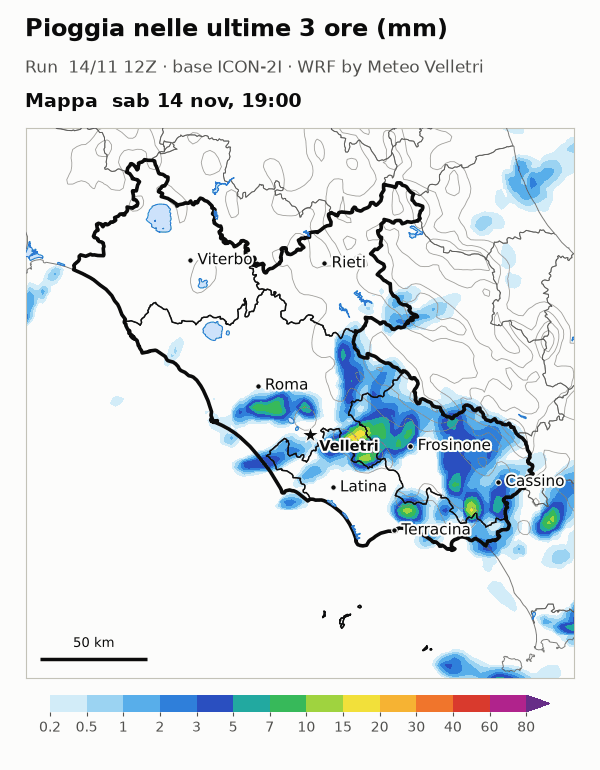 Pioggia nelle ultime 3 ore (mm)
Run  14/11 12Z · base ICON-2I · WRF by Meteo Velletri
Mappa  sab 14 nov, 19:00
Viterbo
Rieti
Roma
Velletri
Frosinone
Latina
Cassino
Terracina
50 km
0.2 0.5 1 2 3 5 7 10 15 20 30 40 60 80